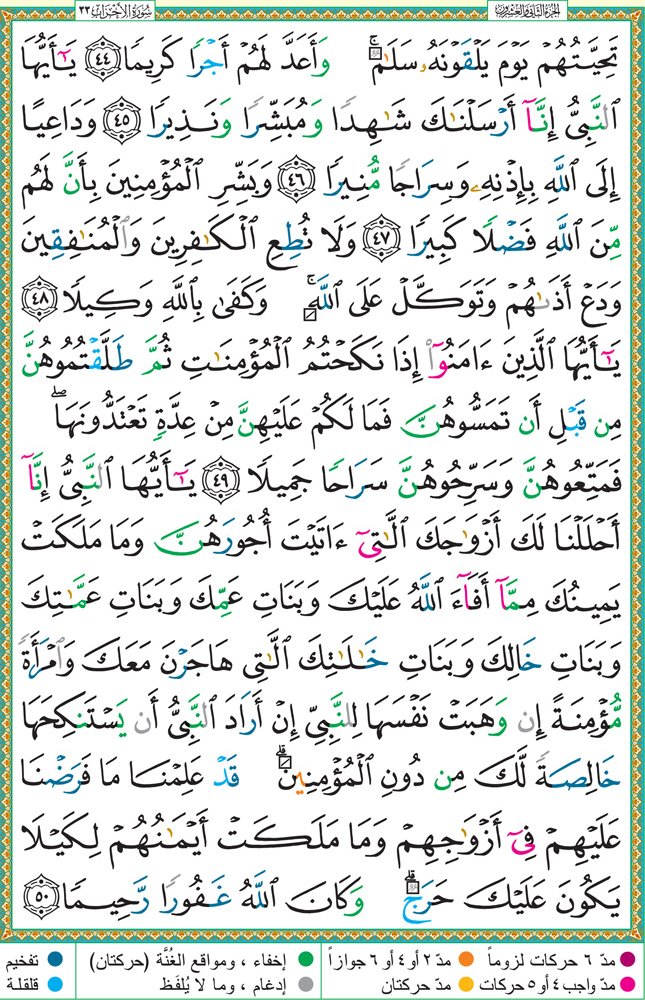 سُورَةُ الأَحْزَاب ٣٣
الجزء الثاني والعشرون
تَحِيَّتُهُمْ يَوْمَ يَلْقَوْنَهُۥ سَلَٰمٌ ۚ وَأَعَدَّ لَهُمْ أَجْرًا كَرِيمًا ٤٤ يَٰٓأَيُّهَا
ٱلنَّبِىُّ إِنَّآ أَرْسَلْنَٰكَ شَٰهِدًا وَمُبَشِّرًا وَنَذِيرًا ٤٥ وَدَاعِيًا
إِلَى ٱللَّهِ بِإِذْنِهِۦ وَسِرَاجًا مُّنِيرًا ٤٦ وَبَشِّرِ ٱلْمُؤْمِنِينَ بِأَنَّ لَهُم
مِّنَ ٱللَّهِ فَضْلًا كَبِيرًا ٤٧ وَلَا تُطِعِ ٱلْكَٰفِرِينَ وَٱلْمُنَٰفِقِينَ
وَدَعْ أَذَىٰهُمْ وَتَوَكَّلْ عَلَى ٱللَّهِ ۚ وَكَفَىٰ بِٱللَّهِ وَكِيلًا ٤٨
يَٰٓأَيُّهَا ٱلَّذِينَ ءَامَنُوٓا۟ إِذَا نَكَحْتُمُ ٱلْمُؤْمِنَٰتِ ثُمَّ طَلَّقْتُمُوهُنَّ
مِن قَبْلِ أَن تَمَسُّوهُنَّ فَمَا لَكُمْ عَلَيْهِنَّ مِنْ عِدَّةٍ تَعْتَدُّونَهَا ۖ
فَمَتِّعُوهُنَّ وَسَرِّحُوهُنَّ سَرَاحًا جَمِيلًا ٤٩ يَٰٓأَيُّهَا ٱلنَّبِىُّ إِنَّآ
أَحْلَلْنَا لَكَ أَزْوَٰجَكَ ٱلَّٰتِىٓ ءَاتَيْتَ أُجُورَهُنَّ وَمَا مَلَكَتْ
يَمِينُكَ مِمَّآ أَفَآءَ ٱللَّهُ عَلَيْكَ وَبَنَاتِ عَمِّكَ وَبَنَاتِ عَمَّٰتِكَ
وَبَنَاتِ خَالِكَ وَبَنَاتِ خَٰلَٰتِكَ ٱلَّٰتِى هَاجَرْنَ مَعَكَ وَٱمْرَأَةً
مُّؤْمِنَةً إِن وَهَبَتْ نَفْسَهَا لِلنَّبِىِّ إِنْ أَرَادَ ٱلنَّبِىُّ أَن يَسْتَنكِحَهَا
خَالِصَةً لَّكَ مِن دُونِ ٱلْمُؤْمِنِينَ ۗ قَدْ عَلِمْنَا مَا فَرَضْنَا
عَلَيْهِمْ فِىٓ أَزْوَٰجِهِمْ وَمَا مَلَكَتْ أَيْمَٰنُهُمْ لِكَيْلَا
يَكُونَ عَلَيْكَ حَرَجٌ ۗ وَكَانَ ٱللَّهُ غَفُورًا رَّحِيمًا ٥٠
مدّ ٦ حركات لزوماً
مدّ ٢ أو ٤ أو ٦ جوازاً
إخفاء ، ومواقع الغُنَّة (حركتان)
تفخيم
مدّ واجب ٤ أو ٥ حركات
مدّ حركتان
إدغام ، وما لا يُلفَظ
قلقلة